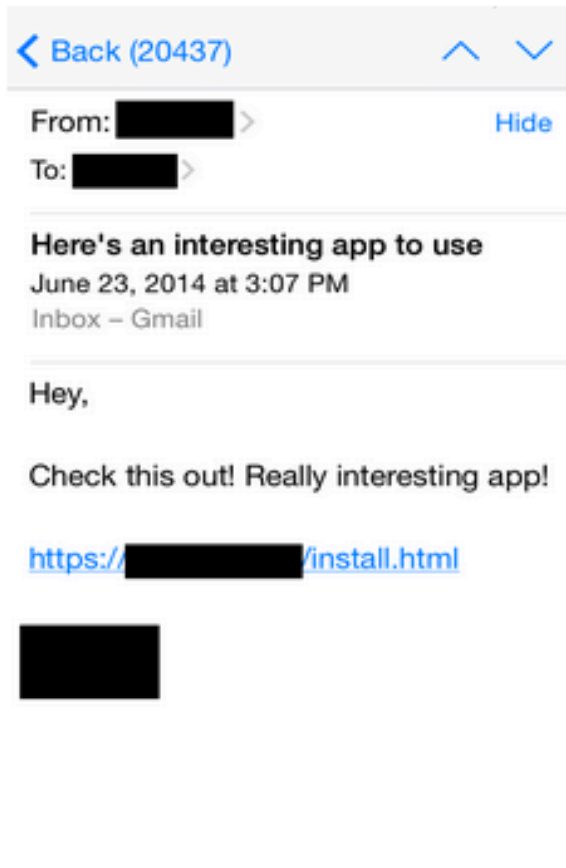 Back (20437)
From:
Hide
To:
Here's an interesting app to use
June 23, 2014 at 3:07 PM
Inbox – Gmail
Hey,
Check this out! Really interesting app!
https:// /install.html